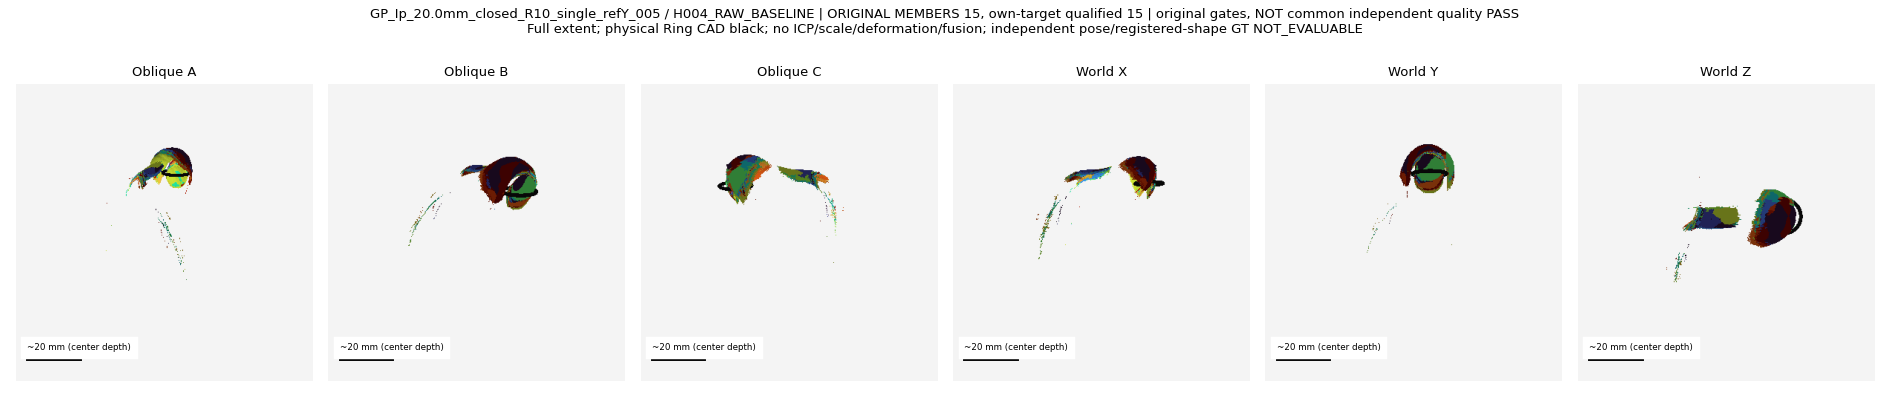 GP_Ip_20.0mm_closed_R10_single_refY_005 / H004_RAW_BASELINE | ORIGINAL MEMBERS 15, own-target qualified 15 | original gates, NOT common independent quality PASS
Full extent; physical Ring CAD black; no ICP/scale/deformation/fusion; independent pose/registered-shape GT NOT_EVALUABLE
Oblique A
Oblique B
Oblique C
World X
World Y
World Z
~20 mm (center depth)
~20 mm (center depth)
~20 mm (center depth)
~20 mm (center depth)
~20 mm (center depth)
~20 mm (center depth)